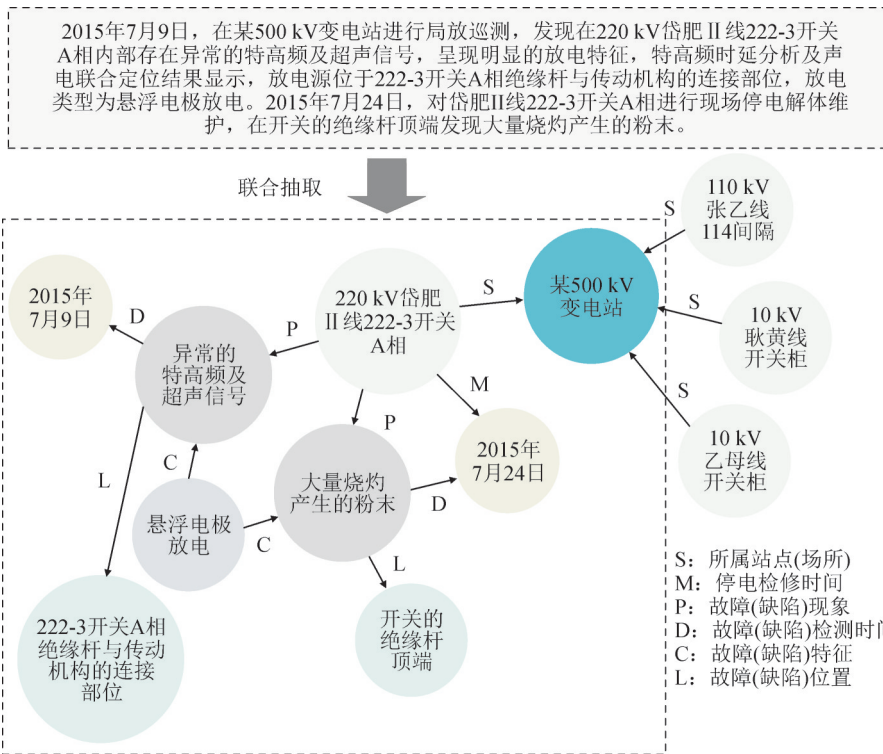 2015年7月9日，在某500 kV变电站进行局放巡测，发现在220 kV岱肥Ⅱ线222-3开关
A相内部存在异常的特高频及超声信号，呈现明显的放电特征，特高频时延分析及声
电联合定位结果显示，放电源位于222-3开关A相绝缘杆与传动机构的连接部位，放电
类型为悬浮电极放电。2015年7月24日，对岱肥II线222-3开关A相进行现场停电解体维
护，在开关的绝缘杆顶端发现大量烧灼产生的粉末。
联合抽取
110 kV
张乙线
114间隔
S
某500 kV
变电站
S
220 kV岱肥
Ⅱ线222-3开关
A相
2015年
7月9日
D
P
异常的
特高频及
超声信号
S
10 kV
耿黄线
开关柜
M
P
S
10 kV
乙母线
开关柜
2015年
7月24日
L
C
大量烧灼
产生的粉末
D
悬浮电极
放电
C
L
222-3开关A相
绝缘杆与传动
机构的连接
部位
开关的
绝缘杆
顶端
S：所属站点(场所)
M：停电检修时间
P：故障(缺陷)现象
D：故障(缺陷)检测时间
C：故障(缺陷)特征
L：故障(缺陷)位置